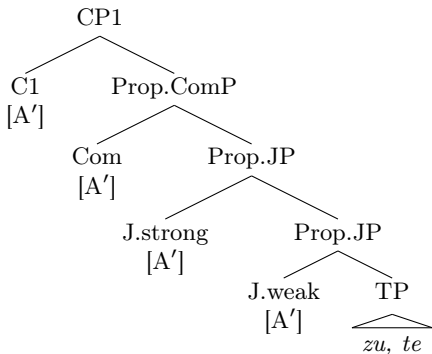 CP1
C1 Prop.ComP
[A′]
Com Prop.JP
[A′]
J.strong Prop.JP
[A′]
J.weak TP
[A′]
zu, te